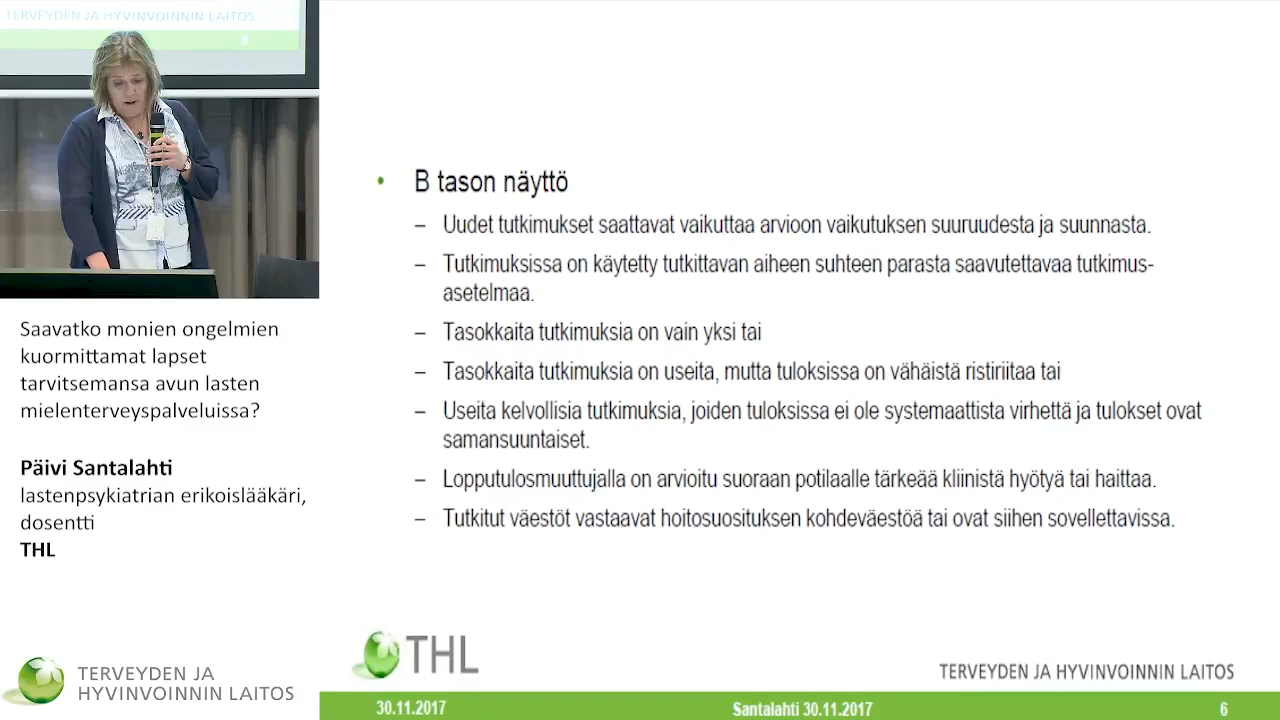 TERVEYDEN JA HYVINVOINNIN LAITOS
6
Saavatko monien ongelmien
kuormittamat lapset
tarvitsemansa avun lasten
mielenterveyspalveluissa?
Päivi Santalahti
lastenpsykiatrian erikoislääkäri,
dosentti
THL
TERVEYDEN JA
HYVINVOINNIN LAITOS
• B tason näyttö
– Uudet tutkimukset saattavat vaikuttaa arvioon vaikutuksen suuruudesta ja suunnasta.
– Tutkimuksissa on käytetty tutkittavan aiheen suhteen parasta saavutettavaa tutkimus-
asetelmaa.
– Tasokkaita tutkimuksia on vain yksi tai
– Tasokkaita tutkimuksia on useita, mutta tuloksissa on vähäistä ristiriitaa tai
– Useita kelvollisia tutkimuksia, joiden tuloksissa ei ole systemaattista virhettä ja tulokset ovat
samansuuntaiset.
– Lopputulosmuuttujalla on arvioitu suoraan potilaalle tärkeää kliinistä hyötyä tai haittaa.
– Tutkitut väestöt vastaavat hoitosuosituksen kohdeväestöä tai ovat siihen sovellettavissa.
THL
TERVEYDEN JA HYVINVOINNIN LAITOS
30.11.2017
Santalahti 30.11.2017
6